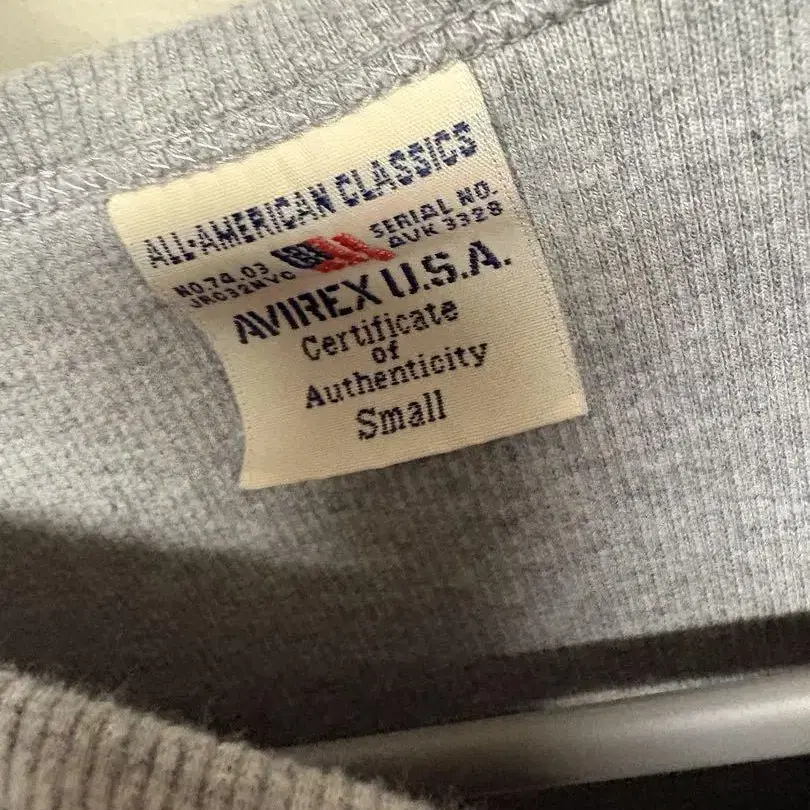 ALL·AMERICAN CLASSICS
NO.74.03 SERIAL NO.
JRC32NVC AVK 3328
AVIREX U.S.A.
Certificate
of
Authenticity
Small